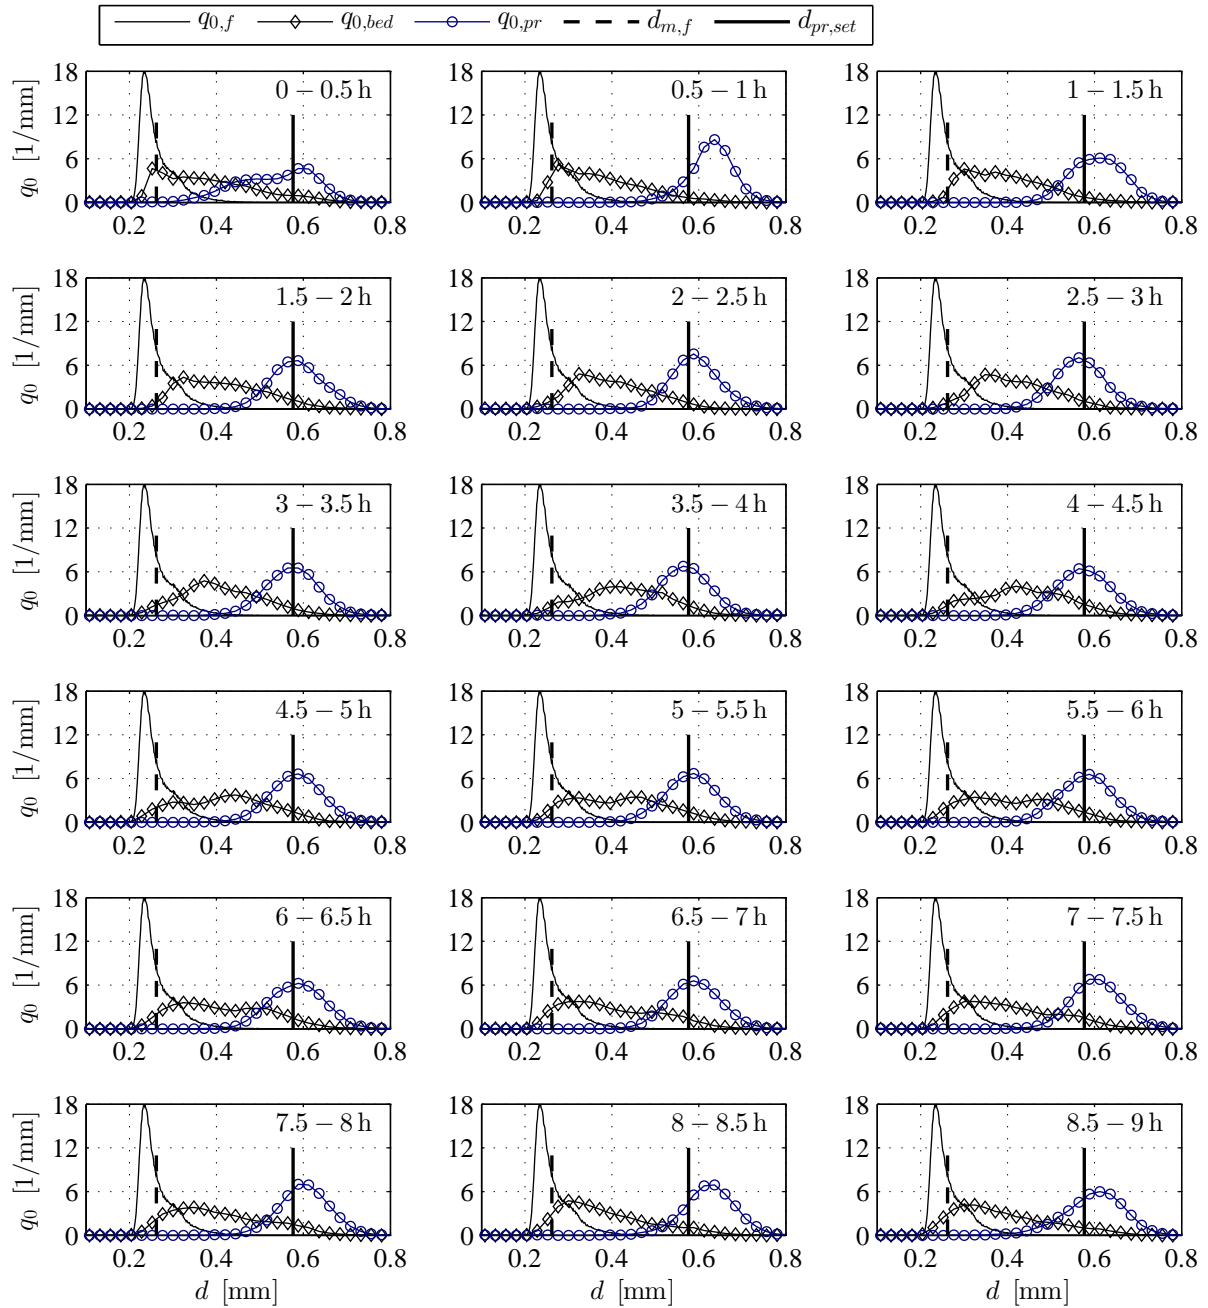 q0,f q0,bed q0,pr dm,f dpr,set
18 12 6 0 q0 [1/mm] 0 − 0.5 h 0.2 0.4 0.6 0.8
18 12 6 0 0.5 − 1 h 0.2 0.4 0.6 0.8
18 12 6 0 1 − 1.5 h 0.2 0.4 0.6 0.8
18 12 6 0 q0 [1/mm] 1.5 − 2 h 0.2 0.4 0.6 0.8
18 12 6 0 2 − 2.5 h 0.2 0.4 0.6 0.8
18 12 6 0 2.5 − 3 h 0.2 0.4 0.6 0.8
18 12 6 0 q0 [1/mm] 3 − 3.5 h 0.2 0.4 0.6 0.8
18 12 6 0 3.5 − 4 h 0.2 0.4 0.6 0.8
18 12 6 0 4 − 4.5 h 0.2 0.4 0.6 0.8
18 12 6 0 q0 [1/mm] 4.5 − 5 h 0.2 0.4 0.6 0.8
18 12 6 0 5 − 5.5 h 0.2 0.4 0.6 0.8
18 12 6 0 5.5 − 6 h 0.2 0.4 0.6 0.8
18 12 6 0 q0 [1/mm] 6 − 6.5 h 0.2 0.4 0.6 0.8
18 12 6 0 6.5 − 7 h 0.2 0.4 0.6 0.8
18 12 6 0 7 − 7.5 h 0.2 0.4 0.6 0.8
18 12 6 0 q0 [1/mm] 7.5 − 8 h 0.2 0.4 0.6 0.8 d [mm]
18 12 6 0 8 − 8.5 h 0.2 0.4 0.6 0.8 d [mm]
18 12 6 0 8.5 − 9 h 0.2 0.4 0.6 0.8 d [mm]